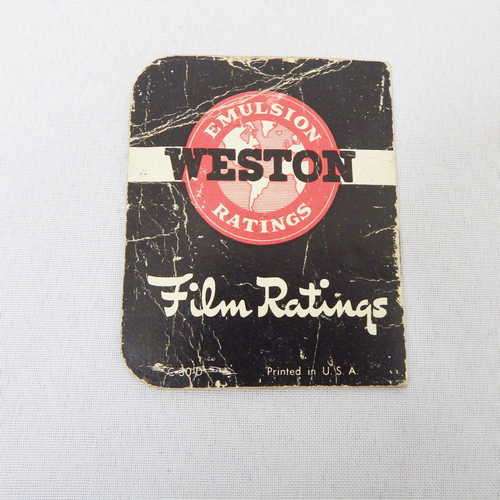 EMULSION
WESTON
RATINGS
Film Ratings
Printed in U.S.A